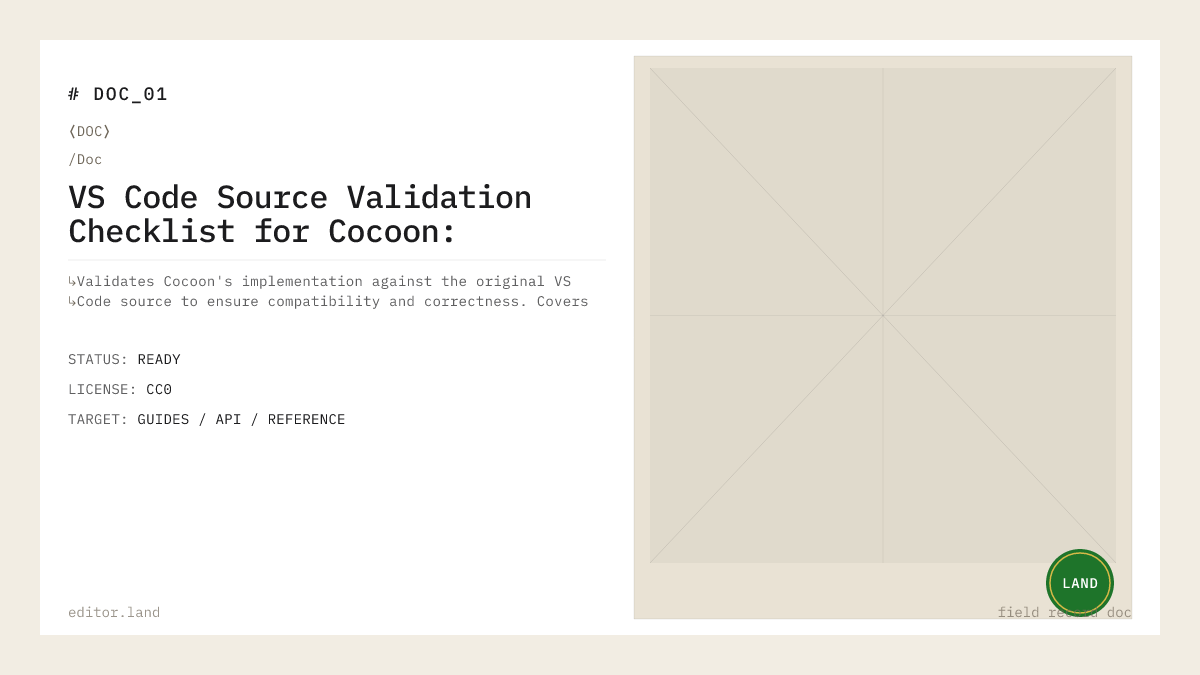 # DOC_01
⟨DOC⟩
/Doc
VS Code Source Validation
Checklist for Cocoon:
↳Validates Cocoon's implementation against the original VS
↳Code source to ensure compatibility and correctness. Covers
STATUS: READY
LICENSE: CC0
TARGET: GUIDES / API / REFERENCE
LAND
editor.land
field record doc